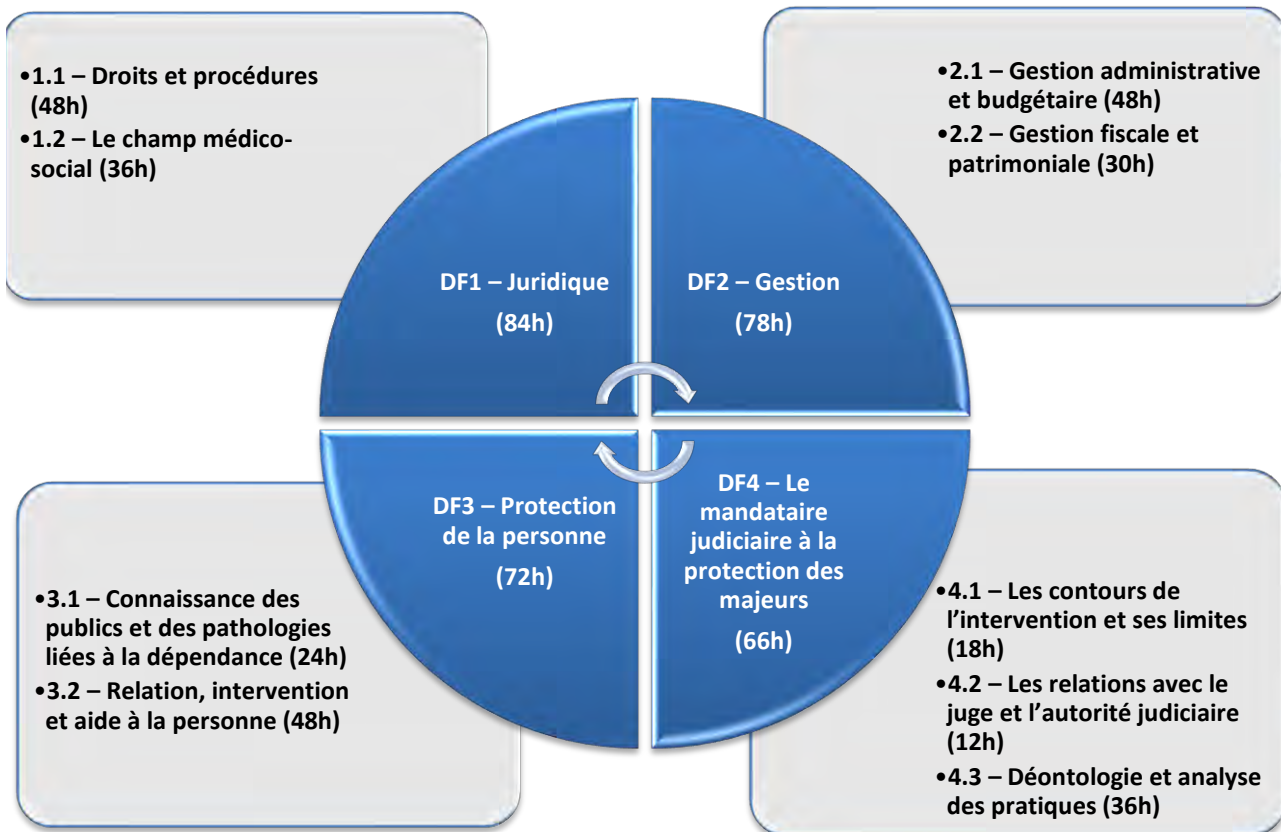 •1.1 – Droits et procédures
(48h)
•1.2 – Le champ médico-
social (36h)
•2.1 – Gestion administrative
et budgétaire (48h)
•2.2 – Gestion fiscale et
patrimoniale (30h)
DF1 – Juridique
(84h)
DF2 – Gestion
(78h)
DF3 – Protection
de la personne
(72h)
DF4 – Le
mandataire
judiciaire à la
protection des
majeurs
(66h)
•3.1 – Connaissance des
publics et des pathologies
liées à la dépendance (24h)
•3.2 – Relation, intervention
et aide à la personne (48h)
•4.1 – Les contours de
l’intervention et ses limites
(18h)
•4.2 – Les relations avec le
juge et l’autorité judiciaire
(12h)
•4.3 – Déontologie et analyse
des pratiques (36h)